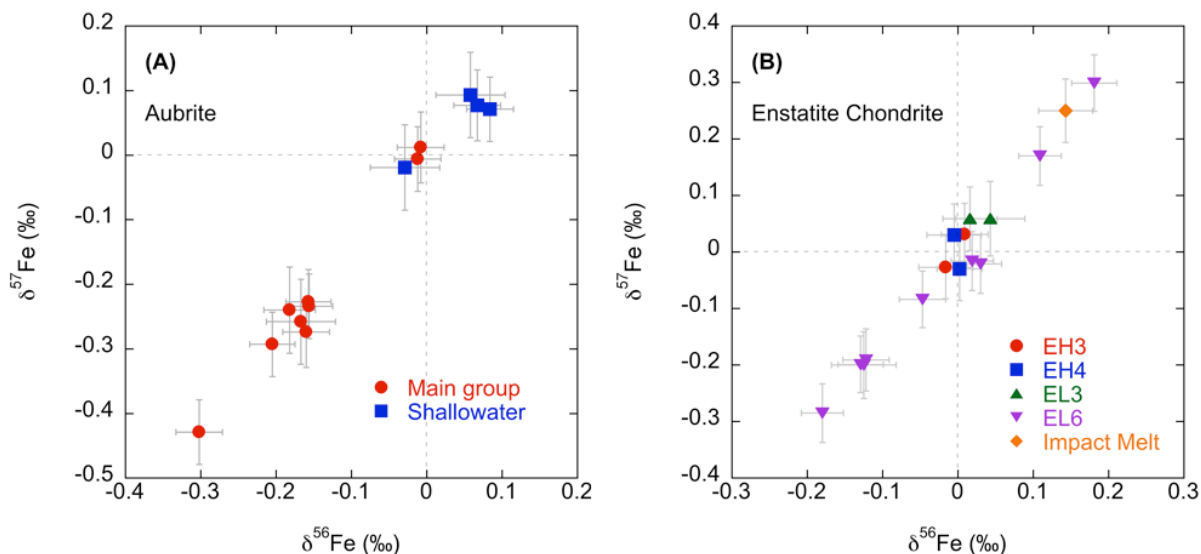 (A)
Aubrite
0.2
0.1
0
-0.1
-0.2
-0.3
-0.4
-0.5
δ⁵⁷Fe (‰)
Main group
Shallowater
-0.4 -0.3 -0.2 -0.1 0 0.1 0.2
δ⁵⁶Fe (‰)
(B)
Enstatite Chondrite
0.4
0.3
0.2
0.1
0
-0.1
-0.2
-0.3
-0.4
δ⁵⁷Fe (‰)
EH3
EH4
EL3
EL6
Impact Melt
-0.3 -0.2 -0.1 0 0.1 0.2 0.3
δ⁵⁶Fe (‰)